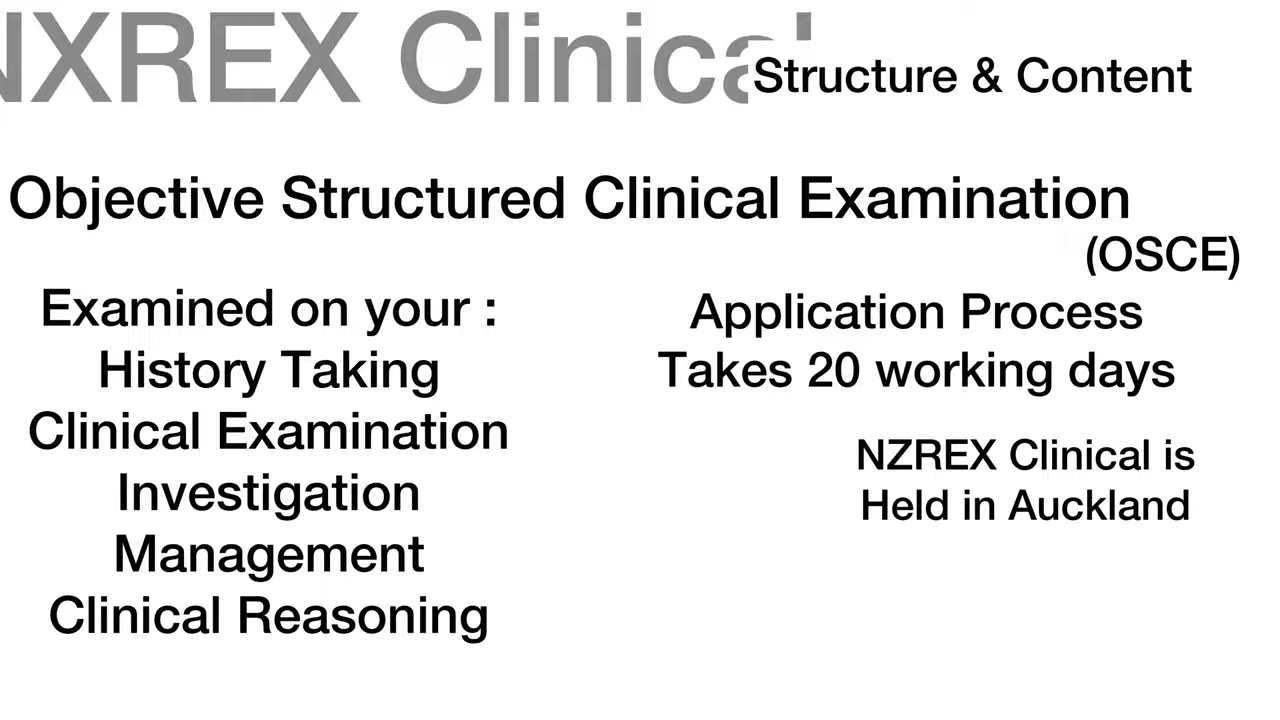 NXREX Clinical
Structure & Content
Objective Structured Clinical Examination
(OSCE)
Examined on your :
History Taking
Clinical Examination
Investigation
Management
Clinical Reasoning
Application Process
Takes 20 working days
NZREX Clinical is
Held in Auckland